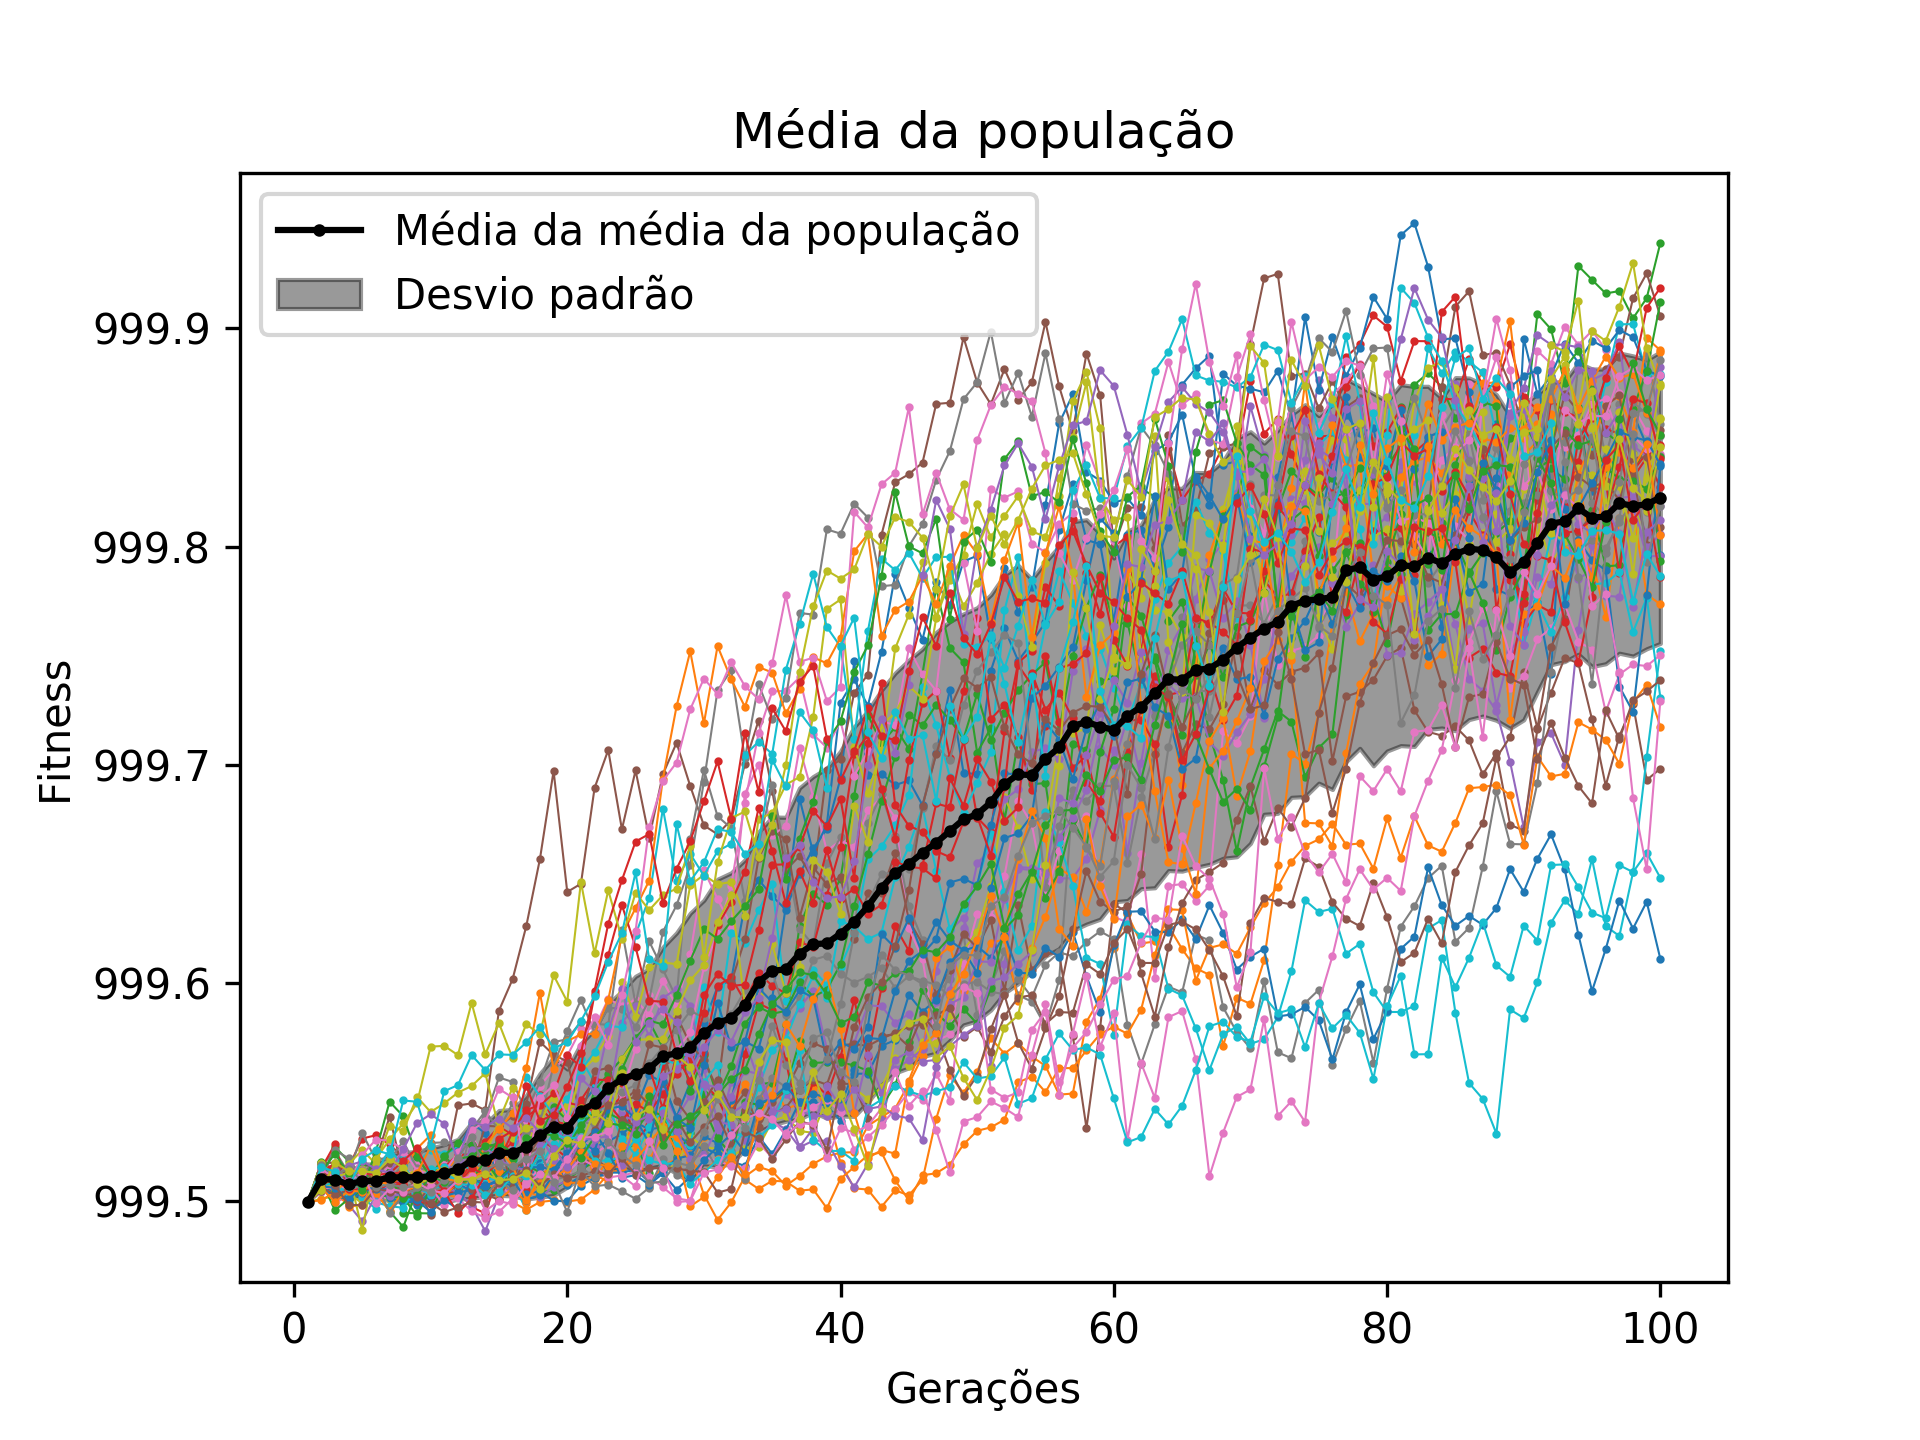 Média da população
Média da média da população
Desvio padrão
Fitness
999.9
999.8
999.7
999.6
999.5
0 20 40 60 80 100
Gerações